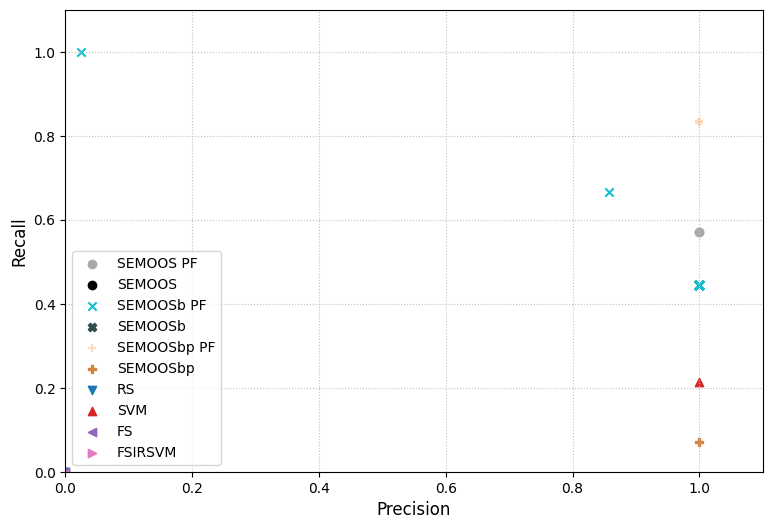 1.0
0.8
0.6
0.4
0.2
0.0
Recall
SEMOOS PF
SEMOOS
SEMOOSb PF
SEMOOSb
SEMOOSbp PF
SEMOOSbp
RS
SVM
FS
FSIRSVM
0.0 0.2 0.4 0.6 0.8 1.0
Precision